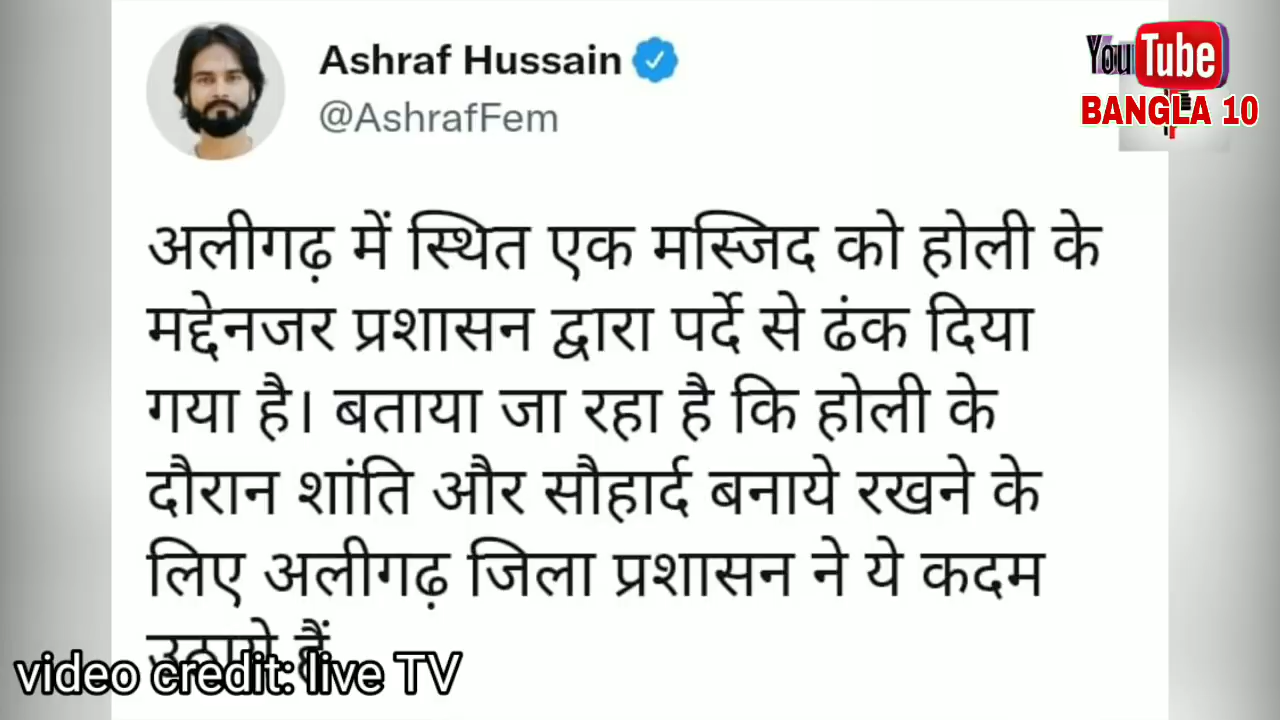 Ashraf Hussain
@AshrafFem
YouTube
BANGLA 10
अलीगढ़ में स्थित एक मस्जिद को होली के
मद्देनजर प्रशासन द्वारा पर्दे से ढंक दिया
गया है। बताया जा रहा है कि होली के
दौरान शांति और सौहार्द बनाये रखने के
लिए अलीगढ़ जिला प्रशासन ने ये कदम
उठाये हैं
video credit: live TV